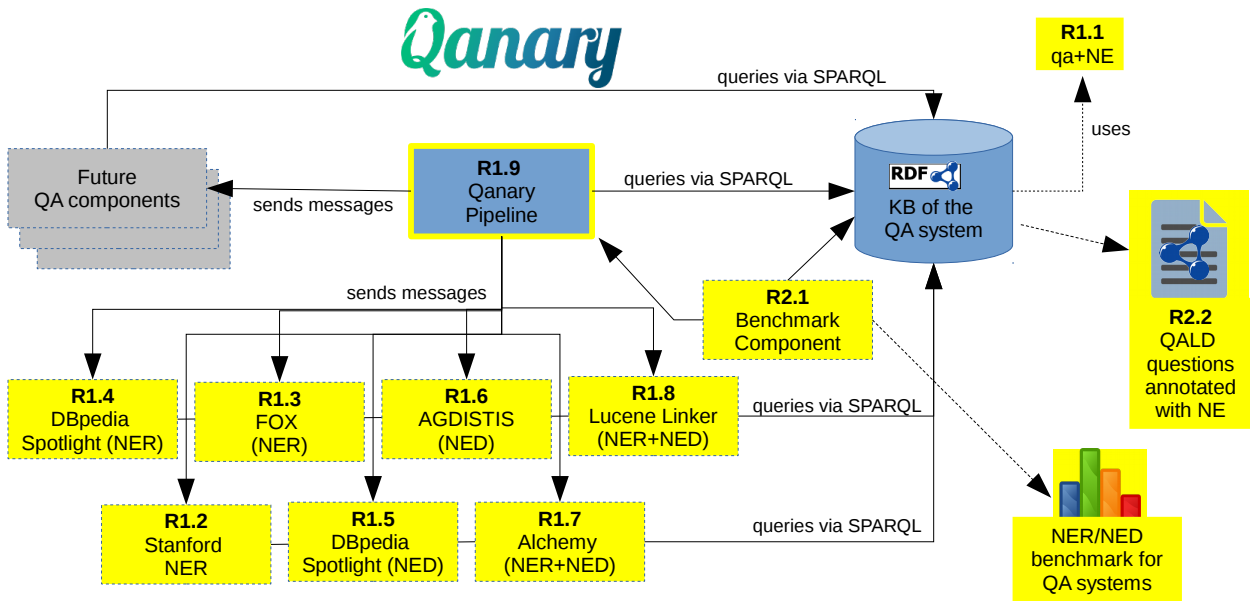 Qanary
queries via SPARQL
R1.1
qa+NE
uses
Future
QA components
sends messages
R1.9
Qanary
Pipeline
queries via SPARQL
RDF
KB of the
QA system
sends messages
R2.1
Benchmark
Component
R2.2
QALD
questions
annotated
with NE
R1.4
DBpedia
Spotlight (NER)
R1.3
FOX
(NER)
R1.6
AGDISTIS
(NED)
R1.8
Lucene Linker
(NER+NED)
queries via SPARQL
R1.2
Stanford
NER
R1.5
DBpedia
Spotlight (NED)
R1.7
Alchemy
(NER+NED)
queries via SPARQL
NER/NED
benchmark for
QA systems